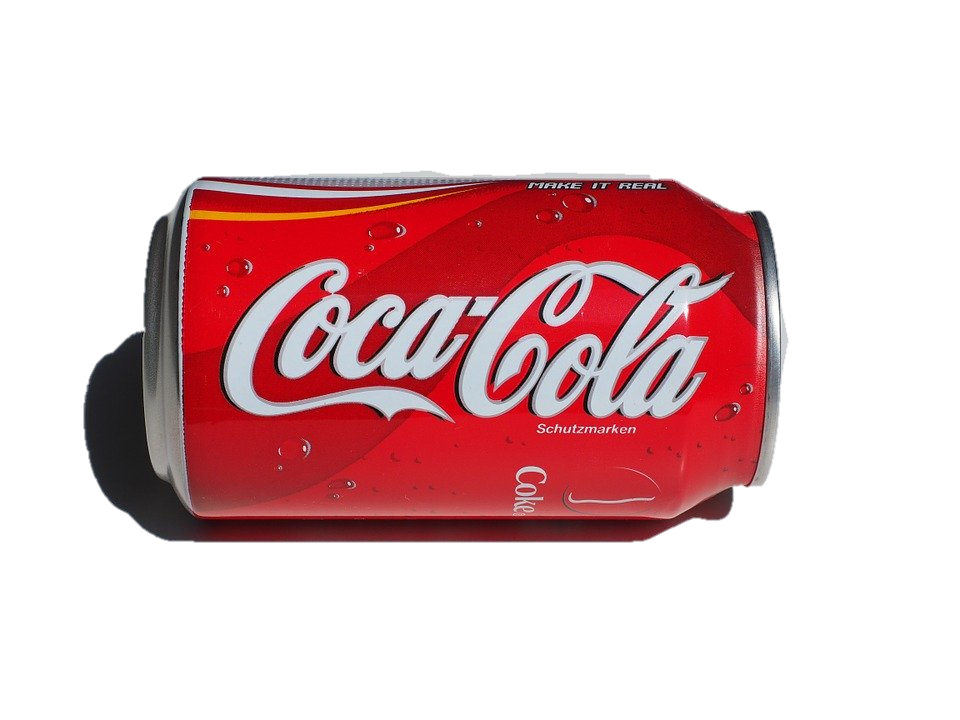 MAKE IT REAL
Coca-Cola
Schutzmarken
Coke